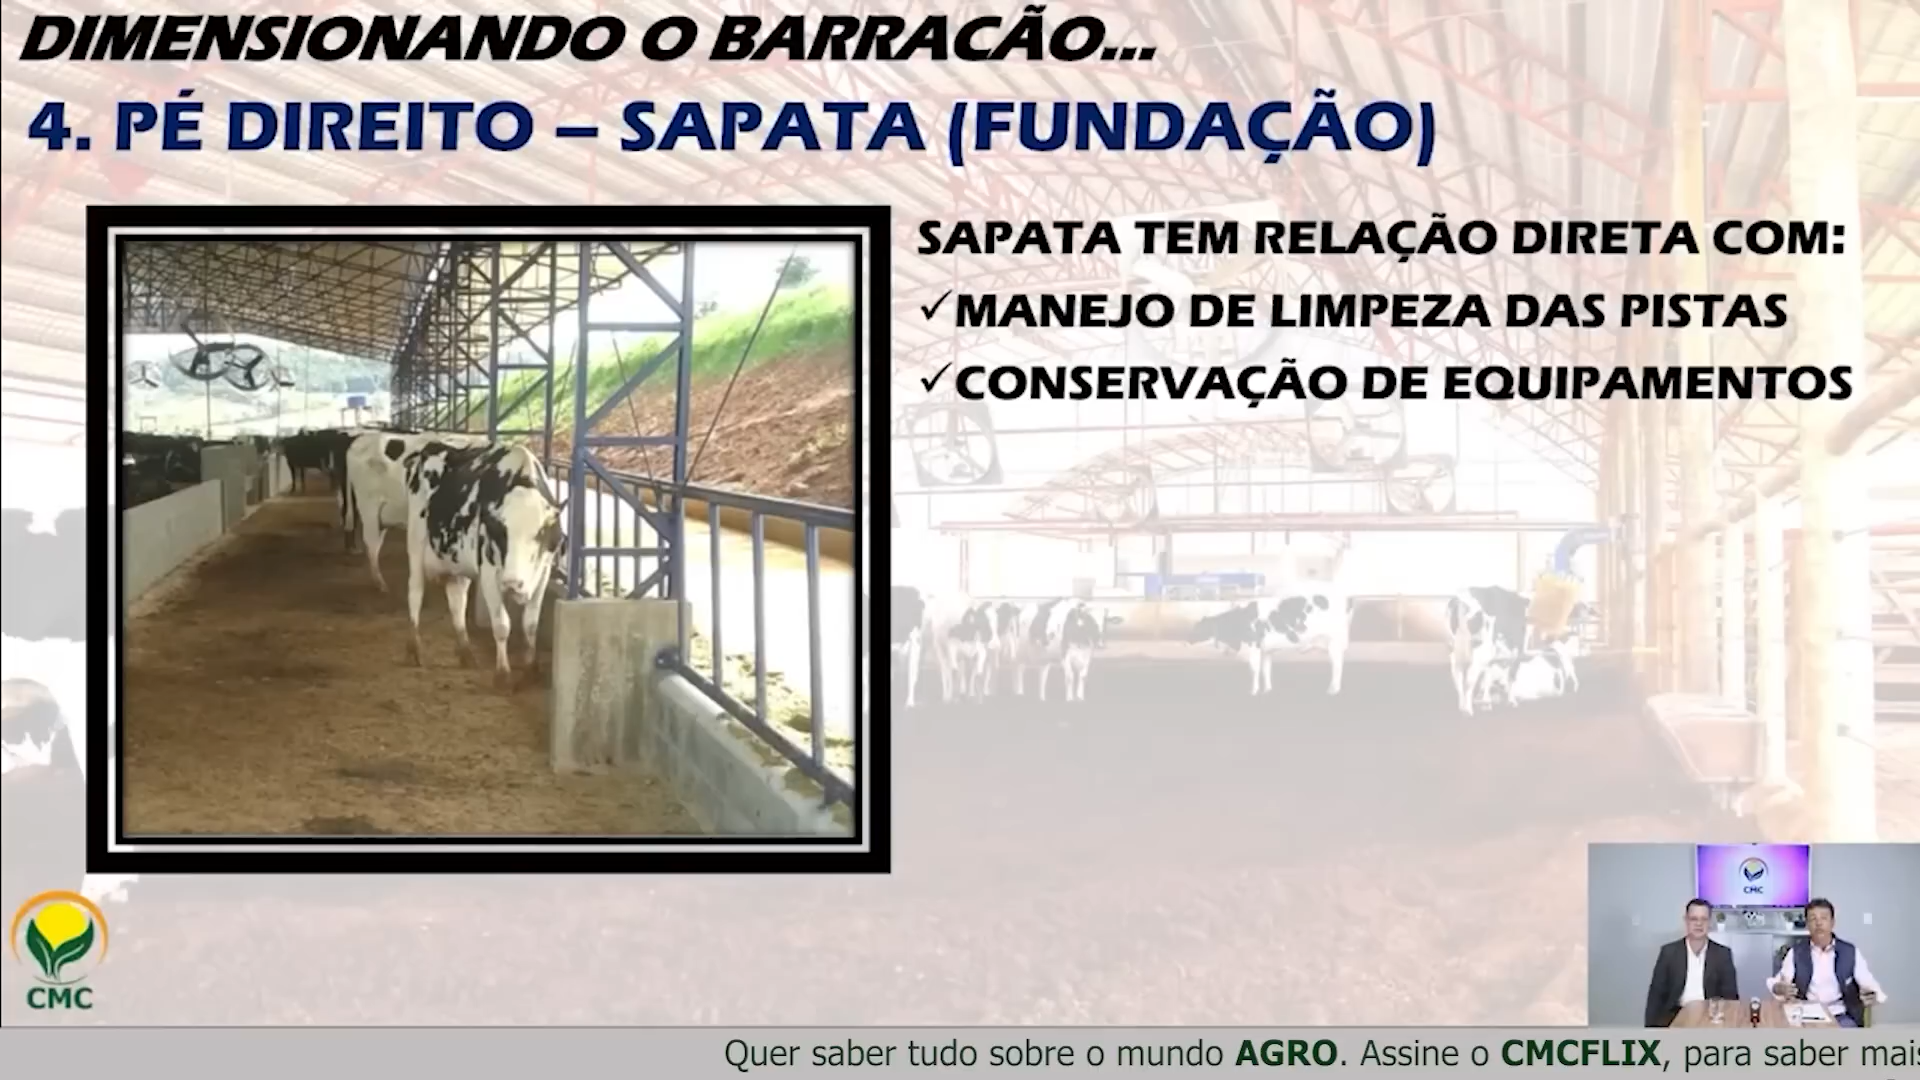 DIMENSIONANDO O BARRACÃO...
4. PÉ DIREITO – SAPATA (FUNDAÇÃO)
SAPATA TEM RELAÇÃO DIRETA COM:
✓MANEJO DE LIMPEZA DAS PISTAS
✓CONSERVAÇÃO DE EQUIPAMENTOS
CMC
CMC
Quer saber tudo sobre o mundo AGRO. Assine o CMCFLIX, para saber mais